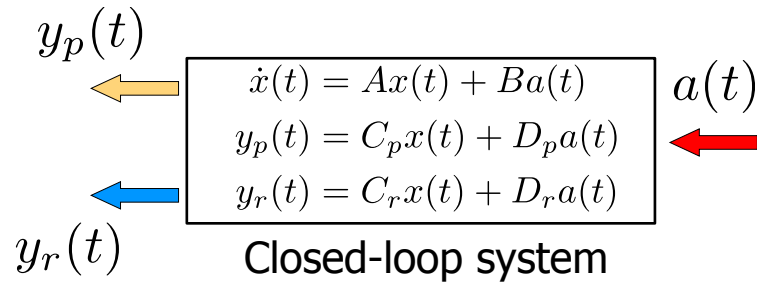 y_p(t)
ẋ(t) = Ax(t) + Ba(t)
a(t)
y_p(t) = C_p x(t) + D_p a(t)
y_r(t) = C_r x(t) + D_r a(t)
y_r(t)
Closed-loop system